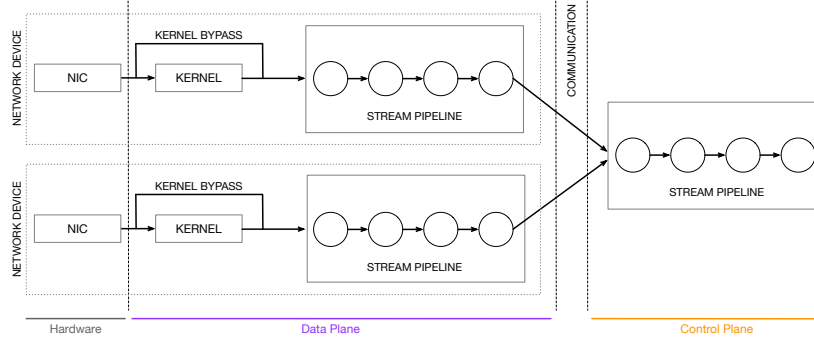 NETWORK DEVICE
NIC
KERNEL BYPASS
KERNEL
STREAM PIPELINE
COMMUNICATION
NETWORK DEVICE
NIC
KERNEL BYPASS
KERNEL
STREAM PIPELINE
STREAM PIPELINE
Hardware
Data Plane
Control Plane